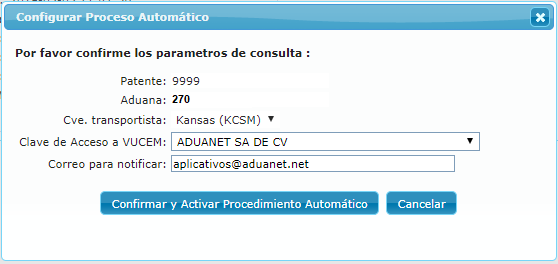 Configurar Proceso Automático
Por favor confirme los parametros de consulta :
Patente: 9999
Aduana: 270
Cve. transportista: Kansas (KCSM)
Clave de Acceso a VUCEM: ADUANET SA DE CV
Correo para notificar: aplicativos@aduanet.net
Confirmar y Activar Procedimiento Automático Cancelar